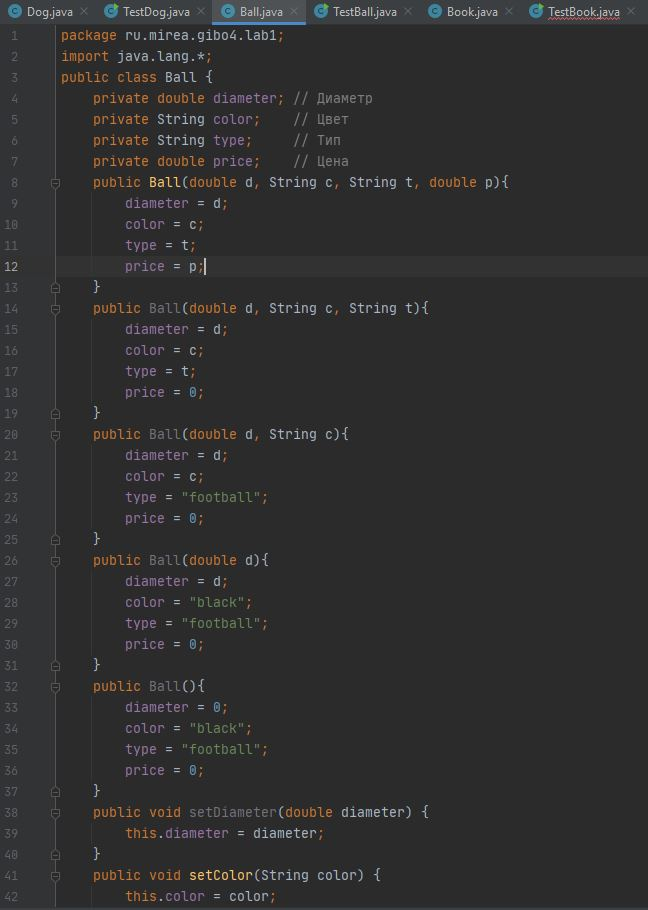 Dog.java TestDog.java Ball.java TestBall.java Book.java TestBook.java
1 package ru.mirea.gibo4.lab1;
2 import java.lang.*;
3 public class Ball {
4 private double diameter; // Диаметр
5 private String color; // Цвет
6 private String type; // Тип
7 private double price; // Цена
8 public Ball(double d, String c, String t, double p){
9 diameter = d;
10 color = c;
11 type = t;
12 price = p;
13 }
14 public Ball(double d, String c, String t){
15 diameter = d;
16 color = c;
17 type = t;
18 price = 0;
19 }
20 public Ball(double d, String c){
21 diameter = d;
22 color = c;
23 type = "football";
24 price = 0;
25 }
26 public Ball(double d){
27 diameter = d;
28 color = "black";
29 type = "football";
30 price = 0;
31 }
32 public Ball(){
33 diameter = 0;
34 color = "black";
35 type = "football";
36 price = 0;
37 }
38 public void setDiameter(double diameter) {
39 this.diameter = diameter;
40 }
41 public void setColor(String color) {
42 this.color = color;